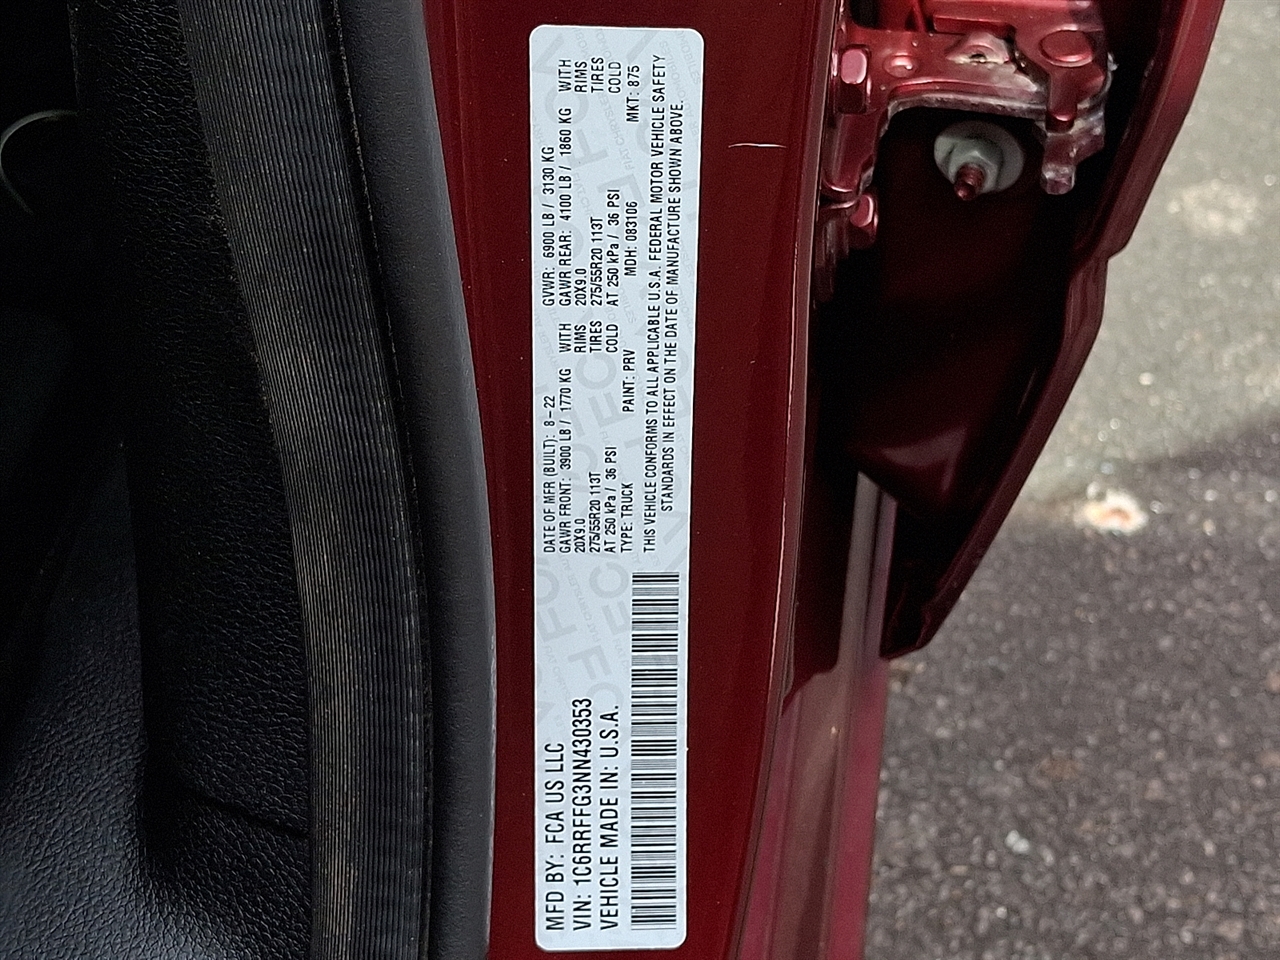 MFD BY: FCA US LLC
DATE OF MFR (BUILT): 8-22
GVWR: 6900 LB / 3130 KG
GAWR FRONT: 3900 LB / 1770 KG WITH
GAWR REAR: 4100 LB / 1860 KG WITH
20X9.0 RIMS
20X9.0 RIMS
275/55R20 113T TIRES
275/55R20 113T TIRES
AT 250 kPa / 36 PSI COLD
AT 250 kPa / 36 PSI COLD
VIN: 1C6RRFFG3NN430353
VEHICLE MADE IN: U.S.A.
TYPE: TRUCK PAINT: PRV MDH: 083106 MKT: 875
THIS VEHICLE CONFORMS TO ALL APPLICABLE U.S.A. FEDERAL MOTOR VEHICLE SAFETY
STANDARDS IN EFFECT ON THE DATE OF MANUFACTURE SHOWN ABOVE.